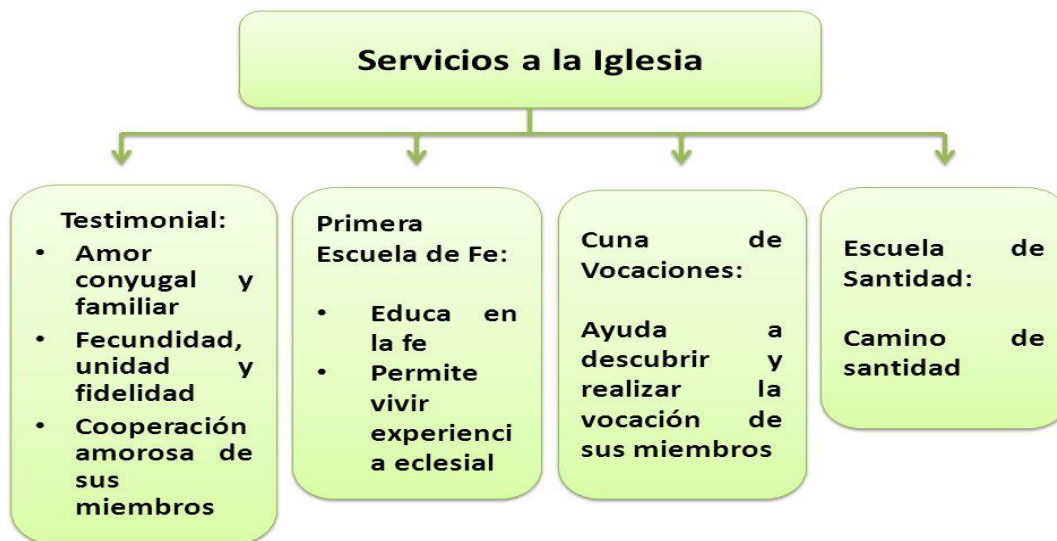 Servicios a la Iglesia
Testimonial:
• Amor
conyugal y
familiar
• Fecundidad,
unidad y
fidelidad
• Cooperación
amorosa de
sus
miembros
Primera
Escuela de Fe:
• Educa en
la fe
• Permite
vivir
experienci
a eclesial
Cuna de
Vocaciones:
Ayuda a
descubrir y
realizar la
vocación de
sus miembros
Escuela de
Santidad:
Camino de
santidad